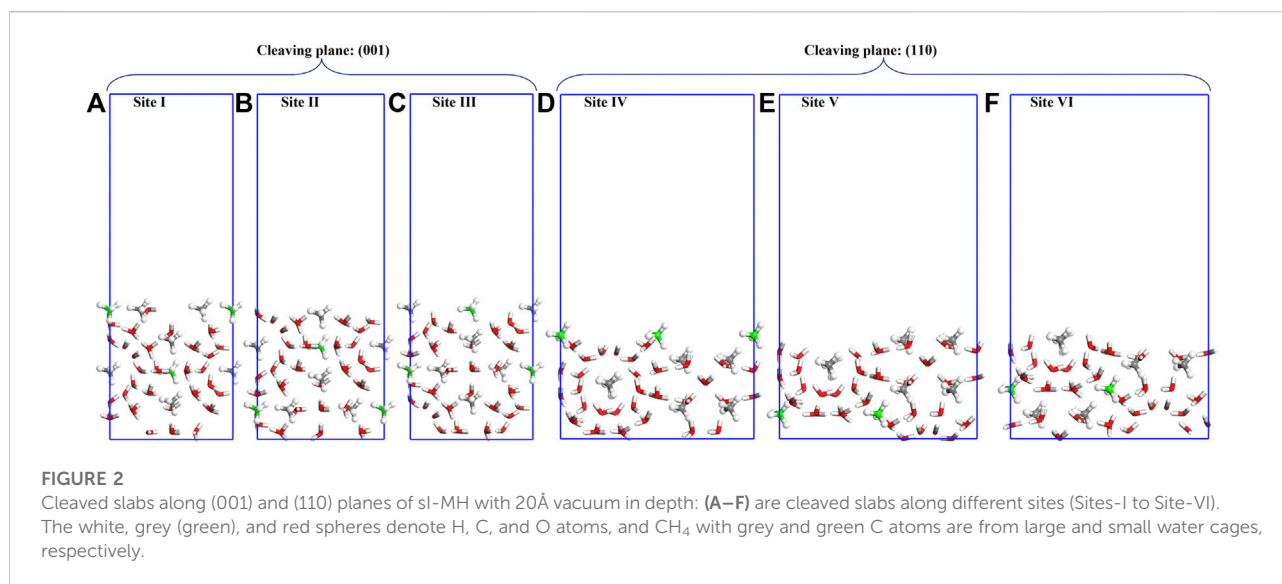 Cleaving plane: (001)
Cleaving plane: (110)
A Site I
B Site II
C Site III
D Site IV
E Site V
F Site VI
FIGURE 2
Cleaved slabs along (001) and (110) planes of sI-MH with 20Å vacuum in depth: (A–F) are cleaved slabs along different sites (Sites-I to Site-VI).
The white, grey (green), and red spheres denote H, C, and O atoms, and CH₄ with grey and green C atoms are from large and small water cages,
respectively.